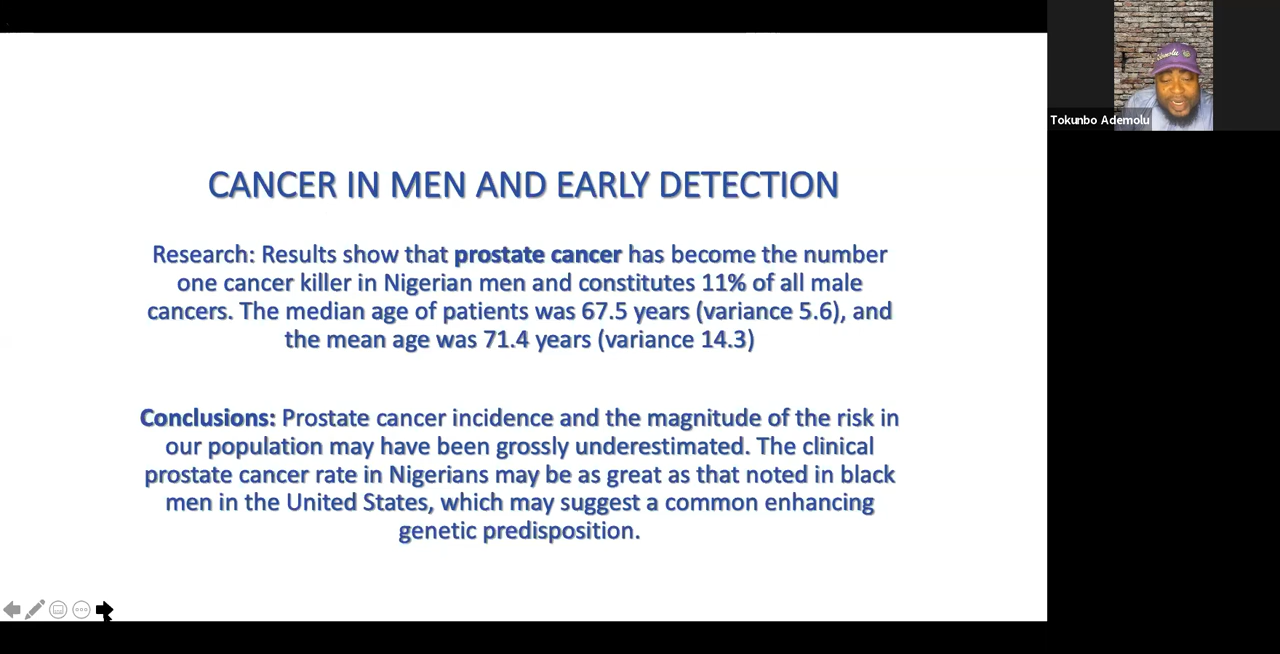 CANCER IN MEN AND EARLY DETECTION
Research: Results show that prostate cancer has become the number
one cancer killer in Nigerian men and constitutes 11% of all male
cancers. The median age of patients was 67.5 years (variance 5.6), and
the mean age was 71.4 years (variance 14.3)
Conclusions: Prostate cancer incidence and the magnitude of the risk in
our population may have been grossly underestimated. The clinical
prostate cancer rate in Nigerians may be as great as that noted in black
men in the United States, which may suggest a common enhancing
genetic predisposition.
Tokunbo Ademolu